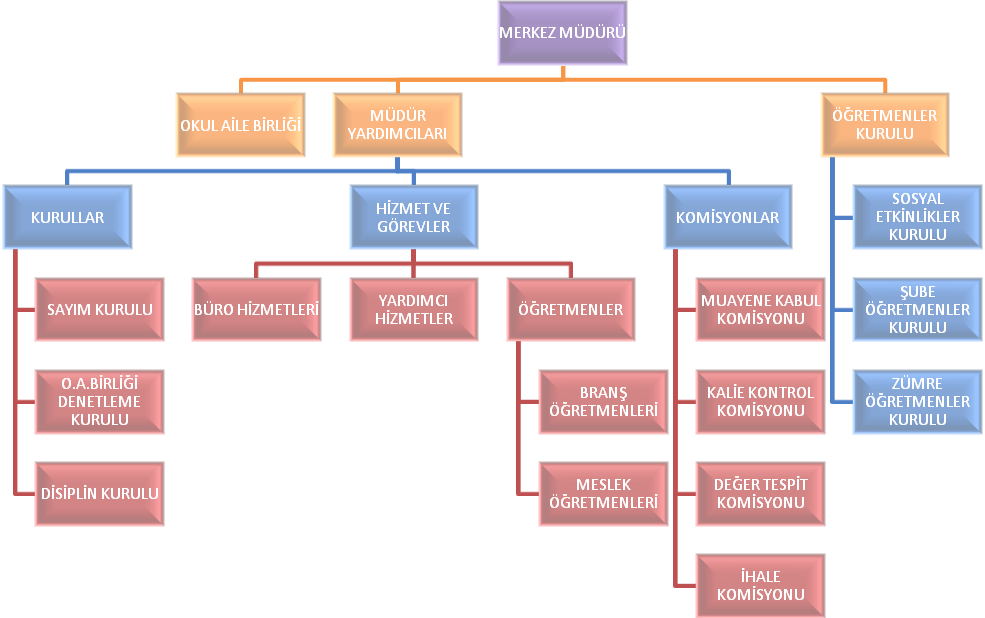 MERKEZ MÜDÜRÜ
OKUL AİLE BİRLİĞİ
MÜDÜR
YARDIMCILARI
ÖĞRETMENLER
KURULU
KURULLAR
HİZMET VE
GÖREVLER
KOMİSYONLAR
SOSYAL
ETKİNLİKLER
KURULU
SAYIM KURULU
BÜRO HİZMETLERİ
YARDIMCI
HİZMETLER
ÖĞRETMENLER
MUAYENE KABUL
KOMİSYONU
ŞUBE
ÖĞRETMENLER
KURULU
O.A.BİRLİĞİ
DENETLEME
KURULU
BRANŞ
ÖĞRETMENLERİ
KALİE KONTROL
KOMİSYONU
ZÜMRE
ÖĞRETMENLER
KURULU
DİSİPLİN KURULU
MESLEK
ÖĞRETMENLERİ
DEĞER TESPİT
KOMİSYONU
İHALE
KOMİSYONU